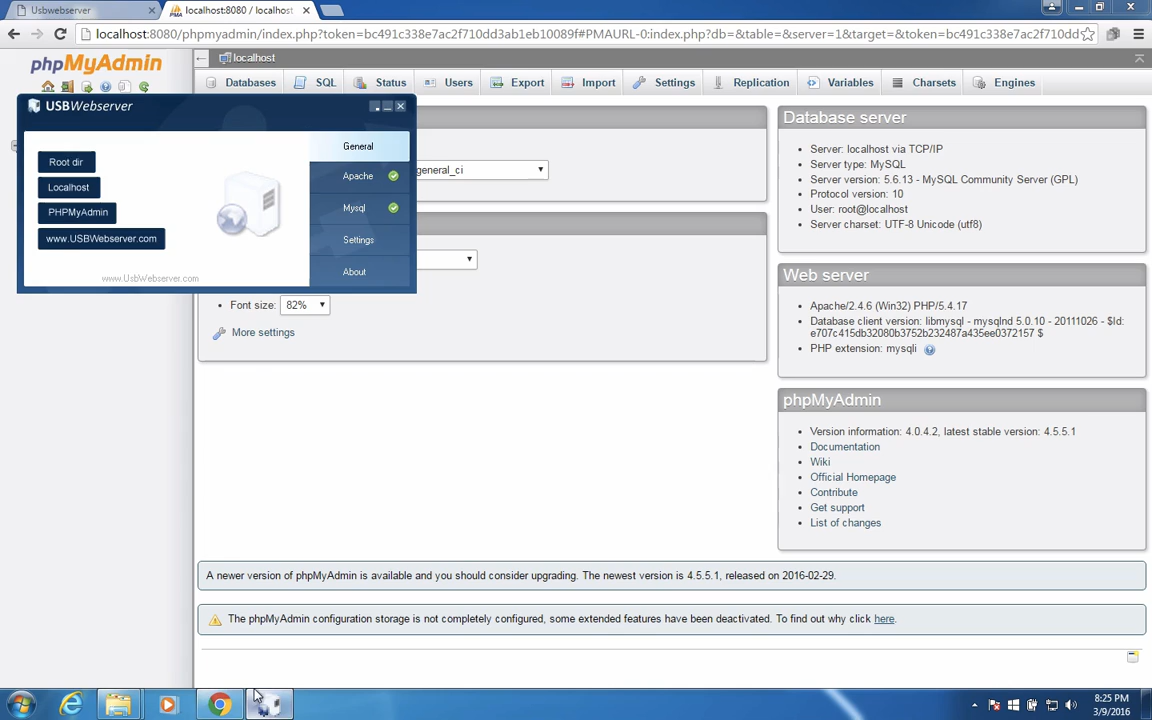 Usbwebserver
localhost:8080 / localhost
localhost:8080/phpmyadmin/index.php?token=bc491c338e7ac2f710dd3ab1eb10089f#PMAURL-0:index.php?db=&table=&server=1&target=&token=bc491c338e7ac2f710dd
phpMyAdmin
localhost
Databases
SQL
Status
Users
Export
Import
Settings
Replication
Variables
Charsets
Engines
USBWebserver
Root dir
Localhost
PHPMyAdmin
www.USBWebserver.com
www.UsbWebserver.com
General
Apache
Mysql
Settings
About
general_ci
Font size: 82%
More settings
Database server
Server: localhost via TCP/IP
Server type: MySQL
Server version: 5.6.13 - MySQL Community Server (GPL)
Protocol version: 10
User: root@localhost
Server charset: UTF-8 Unicode (utf8)
Web server
Apache/2.4.6 (Win32) PHP/5.4.17
Database client version: libmysql - mysqlnd 5.0.10 - 20111026 - $Id:
e707c415db32080b3752b232487a435ee0372157 $
PHP extension: mysqli
phpMyAdmin
Version information: 4.0.4.2, latest stable version: 4.5.5.1
Documentation
Wiki
Official Homepage
Contribute
Get support
List of changes
A newer version of phpMyAdmin is available and you should consider upgrading. The newest version is 4.5.5.1, released on 2016-02-29.
The phpMyAdmin configuration storage is not completely configured, some extended features have been deactivated. To find out why click here.
8:25 PM
3/9/2016